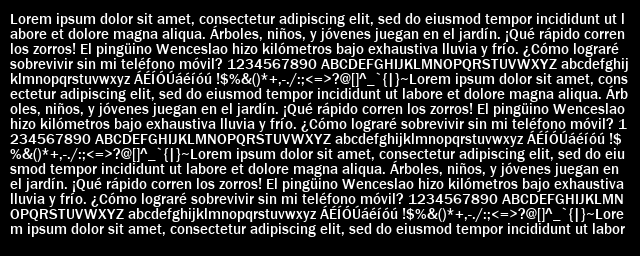 Lorem ipsum dolor sit amet, consectetur adipiscing elit, sed do eiusmod tempor incididunt ut l
abore et dolore magna aliqua. Árboles, niños, y jóvenes juegan en el jardín. ¡Qué rápido corren
los zorros! El pingüino Wenceslao hizo kilómetros bajo exhaustiva lluvia y frío. ¿Cómo lograré
sobrevivir sin mi teléfono móvil? 1234567890 ABCDEFGHIJKLMNOPQRSTUVWXYZ abcdefghij
klmnopqrstuvwxyz ÁÉÍÓÚáéíóú !$%&()*+,-./:;<=>?@[]^_`{|}~Lorem ipsum dolor sit amet, cons
ectetur adipiscing elit, sed do eiusmod tempor incididunt ut labore et dolore magna aliqua. Árb
oles, niños, y jóvenes juegan en el jardín. ¡Qué rápido corren los zorros! El pingüino Wenceslao
hizo kilómetros bajo exhaustiva lluvia y frío. ¿Cómo lograré sobrevivir sin mi teléfono móvil? 1
234567890 ABCDEFGHIJKLMNOPQRSTUVWXYZ abcdefghijklmnopqrstuvwxyz ÁÉÍÓÚáéíóú !$
%&()*+,-./:;<=>?@[]^_`{|}~Lorem ipsum dolor sit amet, consectetur adipiscing elit, sed do eiu
smod tempor incididunt ut labore et dolore magna aliqua. Árboles, niños, y jóvenes juegan en
el jardín. ¡Qué rápido corren los zorros! El pingüino Wenceslao hizo kilómetros bajo exhaustiva
lluvia y frío. ¿Cómo lograré sobrevivir sin mi teléfono móvil? 1234567890 ABCDEFGHIJKLMN
OPQRSTUVWXYZ abcdefghijklmnopqrstuvwxyz ÁÉÍÓÚáéíóú !$%&()*+,-./:;<=>?@[]^_`{|}~Lore
m ipsum dolor sit amet, consectetur adipiscing elit, sed do eiusmod tempor incididunt ut labor